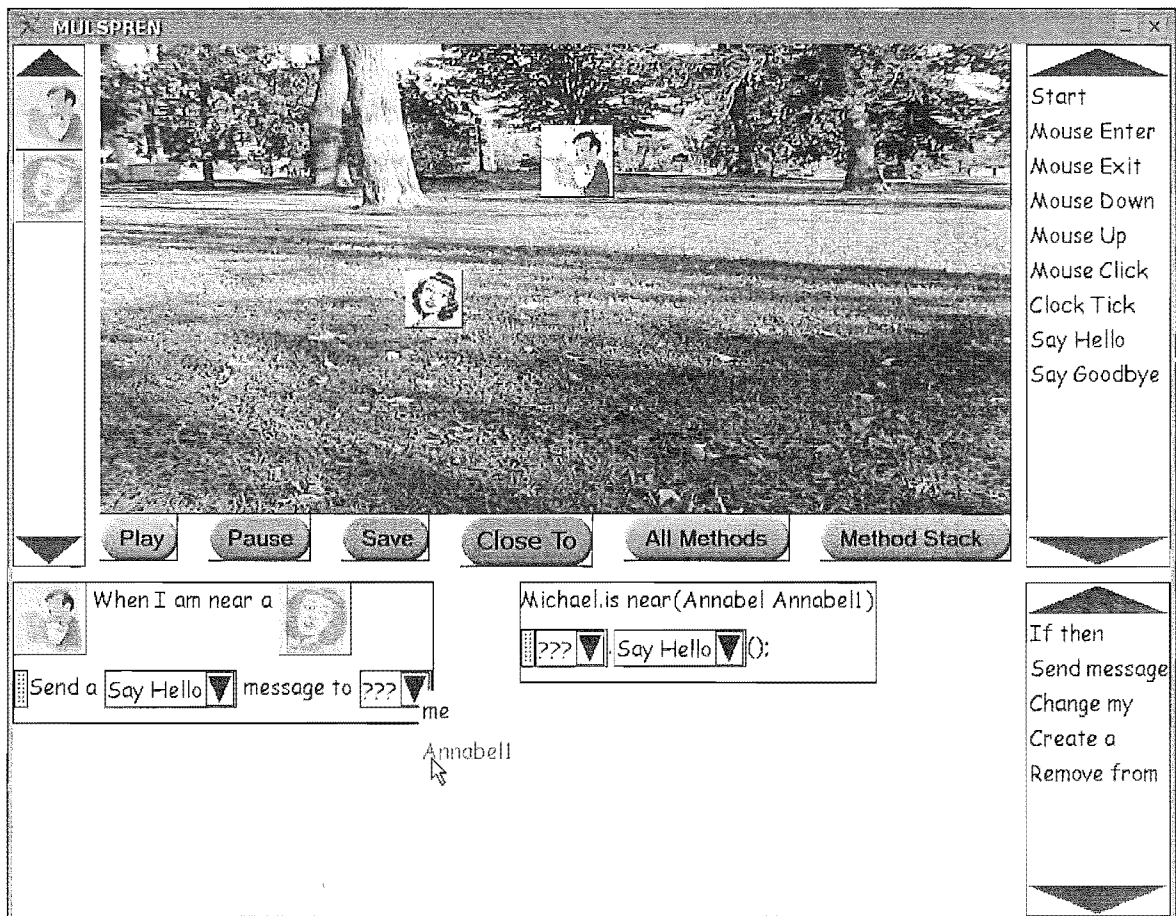 MULSPREN
Start
Mouse Enter
Mouse Exit
Mouse Down
Mouse Up
Mouse Click
Clock Tick
Say Hello
Say Goodbye
Play
Pause
Save
Close To
All Methods
Method Stack
When I am near a
Send a Say Hello message to ???
me
Annabel1
Michael.is near(Annabel Annabel1)
???.Say Hello();
If then
Send message
Change my
Create a
Remove from